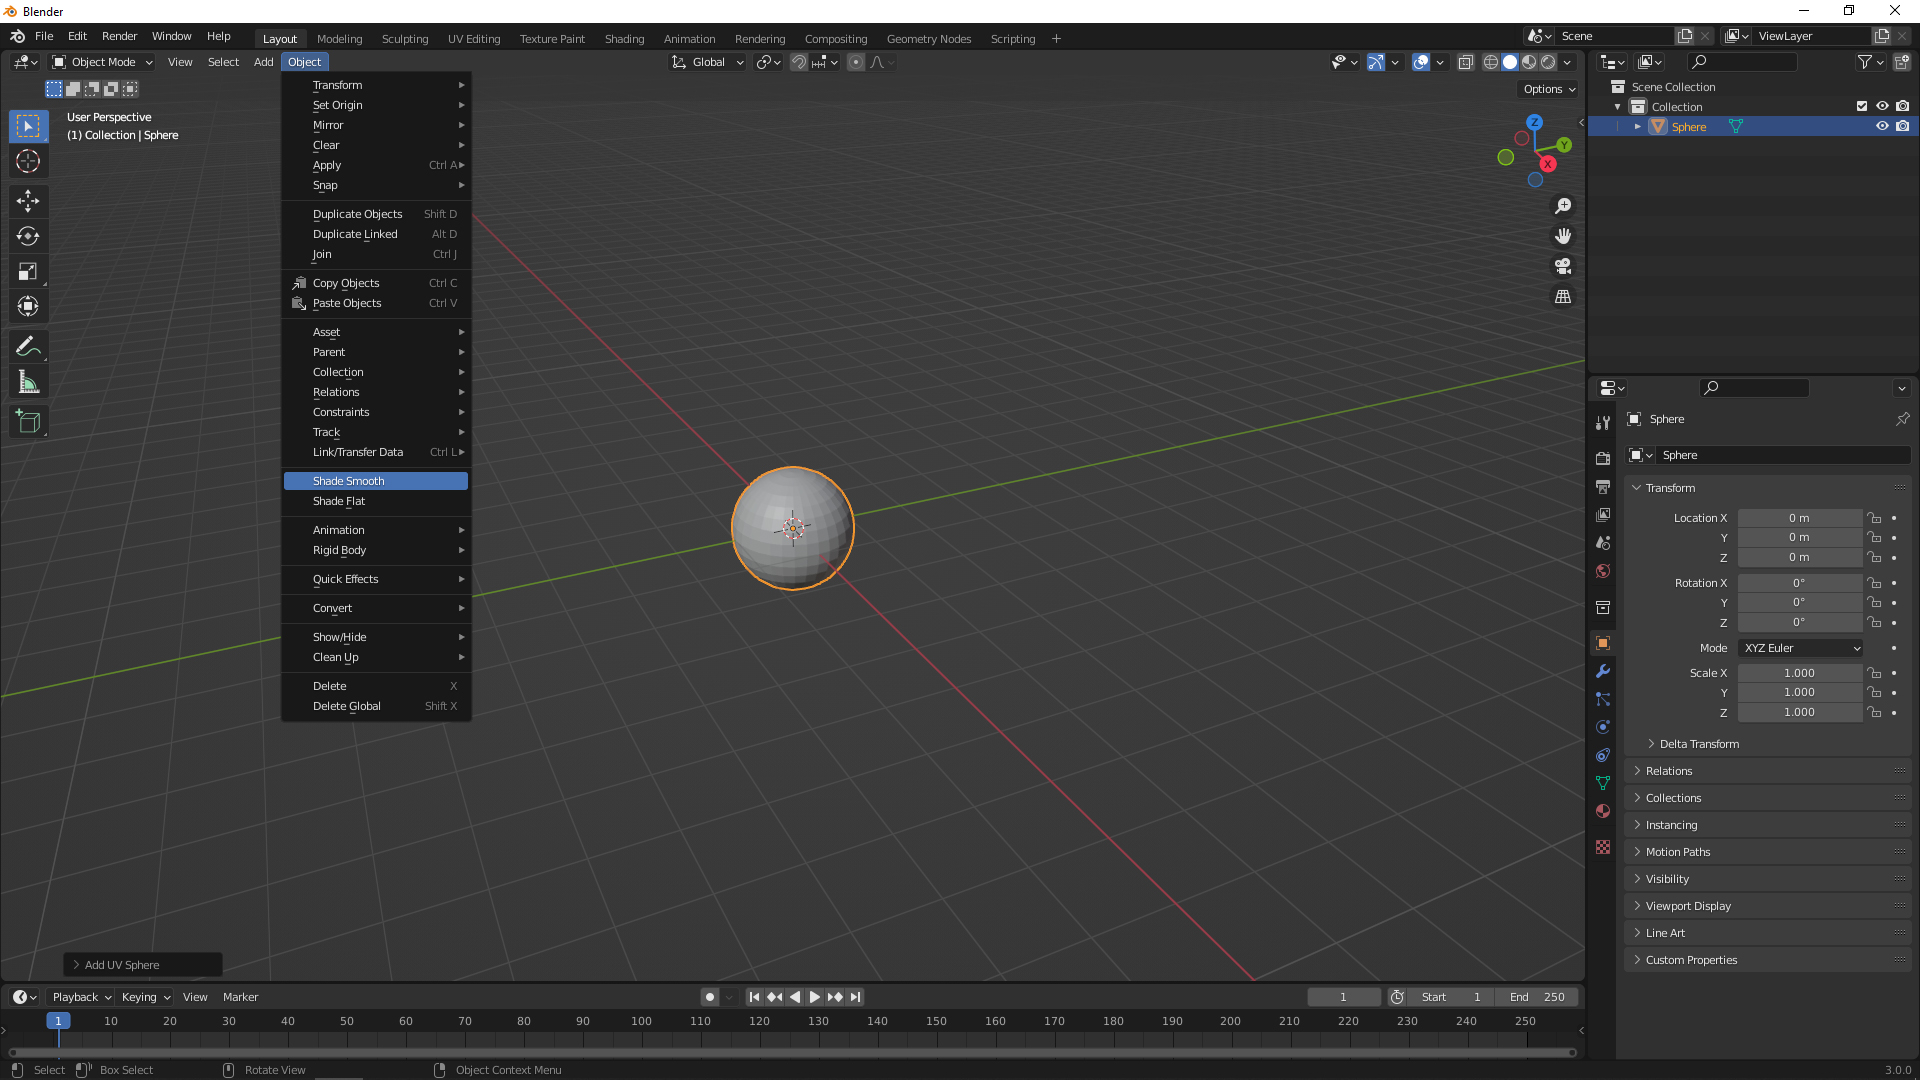 Blender
File Edit Render Window Help Layout Modeling Sculpting UV Editing Texture Paint Shading Animation Rendering Compositing Geometry Nodes Scripting + Scene ViewLayer
Object Mode View Select Add Object Global
Options
User Perspective
(1) Collection | Sphere
Transform
Set Origin
Mirror
Clear
Apply Ctrl A
Snap
Duplicate Objects Shift D
Duplicate Linked Alt D
Join Ctrl J
Copy Objects Ctrl C
Paste Objects Ctrl V
Asset
Parent
Collection
Relations
Constraints
Track
Link/Transfer Data Ctrl L
Shade Smooth
Shade Flat
Animation
Rigid Body
Quick Effects
Convert
Show/Hide
Clean Up
Delete X
Delete Global Shift X
Z
Y
X
Add UV Sphere
Scene Collection
Collection
Sphere
Sphere
Sphere
Transform
Location X 0 m
Y 0 m
Z 0 m
Rotation X 0°
Y 0°
Z 0°
Mode XYZ Euler
Scale X 1.000
Y 1.000
Z 1.000
Delta Transform
Relations
Collections
Instancing
Motion Paths
Visibility
Viewport Display
Line Art
Custom Properties
Playback Keying View Marker 1 Start 1 End 250
1 10 20 30 40 50 60 70 80 90 100 110 120 130 140 150 160 170 180 190 200 210 220 230 240 250
Select Box Select Rotate View Object Context Menu 3.0.0